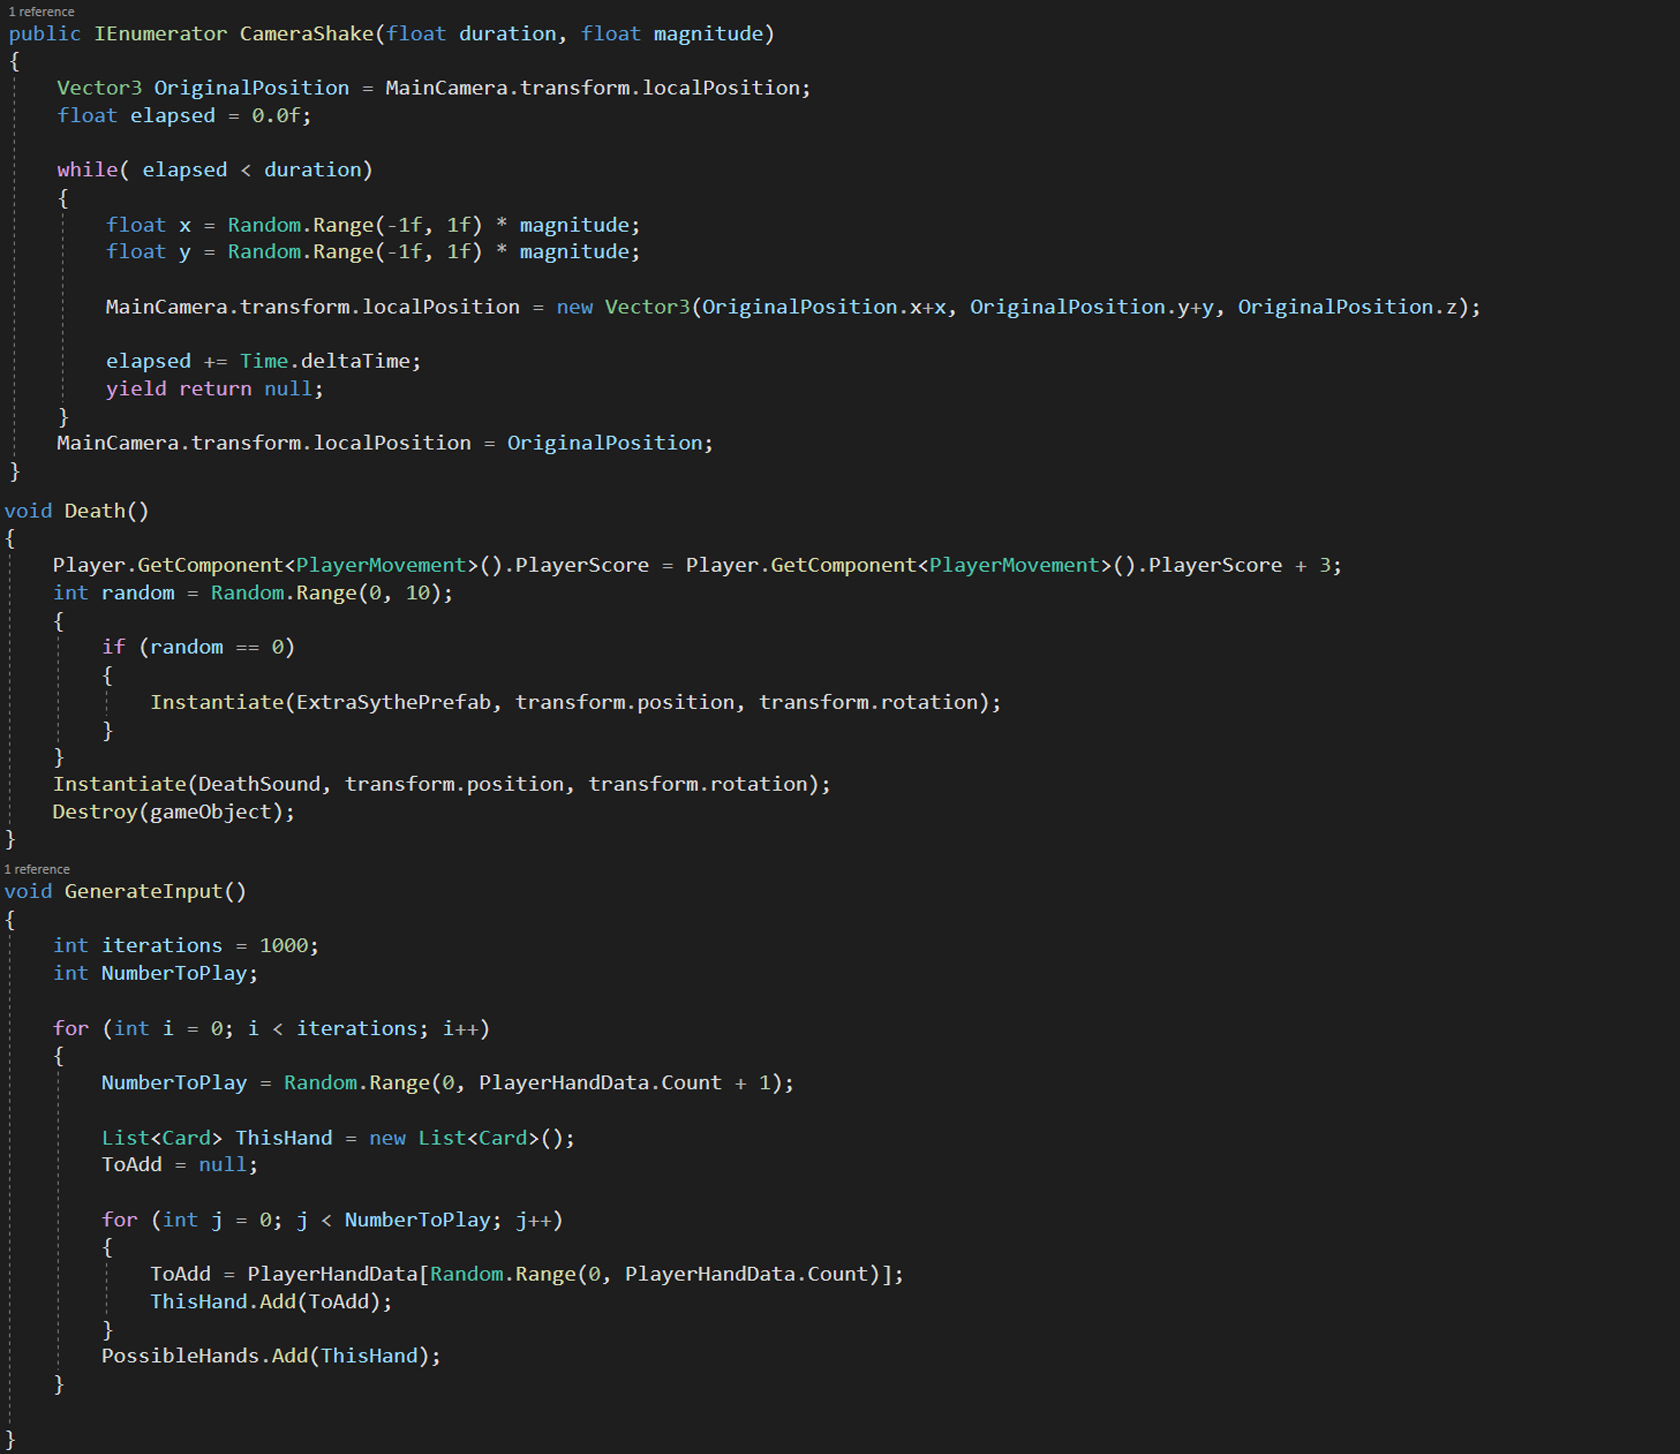 1 reference
public IEnumerator CameraShake(float duration, float magnitude)
{
    Vector3 OriginalPosition = MainCamera.transform.localPosition;
    float elapsed = 0.0f;

    while( elapsed < duration)
    {
        float x = Random.Range(-1f, 1f) * magnitude;
        float y = Random.Range(-1f, 1f) * magnitude;

        MainCamera.transform.localPosition = new Vector3(OriginalPosition.x+x, OriginalPosition.y+y, OriginalPosition.z);

        elapsed += Time.deltaTime;
        yield return null;
    }
    MainCamera.transform.localPosition = OriginalPosition;
}
void Death()
{
    Player.GetComponent<PlayerMovement>().PlayerScore = Player.GetComponent<PlayerMovement>().PlayerScore + 3;
    int random = Random.Range(0, 10);
    {
        if (random == 0)
        {
            Instantiate(ExtraSythePrefab, transform.position, transform.rotation);
        }
    }
    Instantiate(DeathSound, transform.position, transform.rotation);
    Destroy(gameObject);
}
1 reference
void GenerateInput()
{
    int iterations = 1000;
    int NumberToPlay;

    for (int i = 0; i < iterations; i++)
    {
        NumberToPlay = Random.Range(0, PlayerHandData.Count + 1);

        List<Card> ThisHand = new List<Card>();
        ToAdd = null;

        for (int j = 0; j < NumberToPlay; j++)
        {
            ToAdd = PlayerHandData[Random.Range(0, PlayerHandData.Count)];
            ThisHand.Add(ToAdd);
        }
        PossibleHands.Add(ThisHand);
    }

}